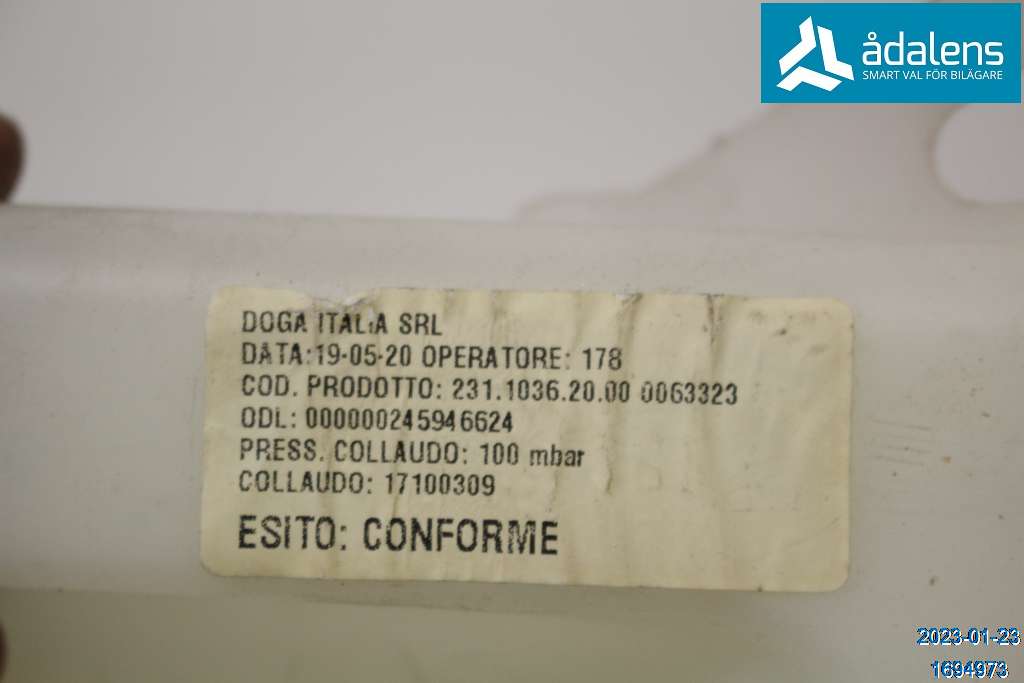 ådalens
SMART VAL FÖR BILÄGARE
DOGA ITALIA SRL
DATA:19-05-20 OPERATORE: 178
COD. PRODOTTO: 231.1036.20.00 0063323
ODL: 000000245946624
PRESS. COLLAUDO: 100 mbar
COLLAUDO: 17100309
ESITO: CONFORME
2023-01-23
1694973